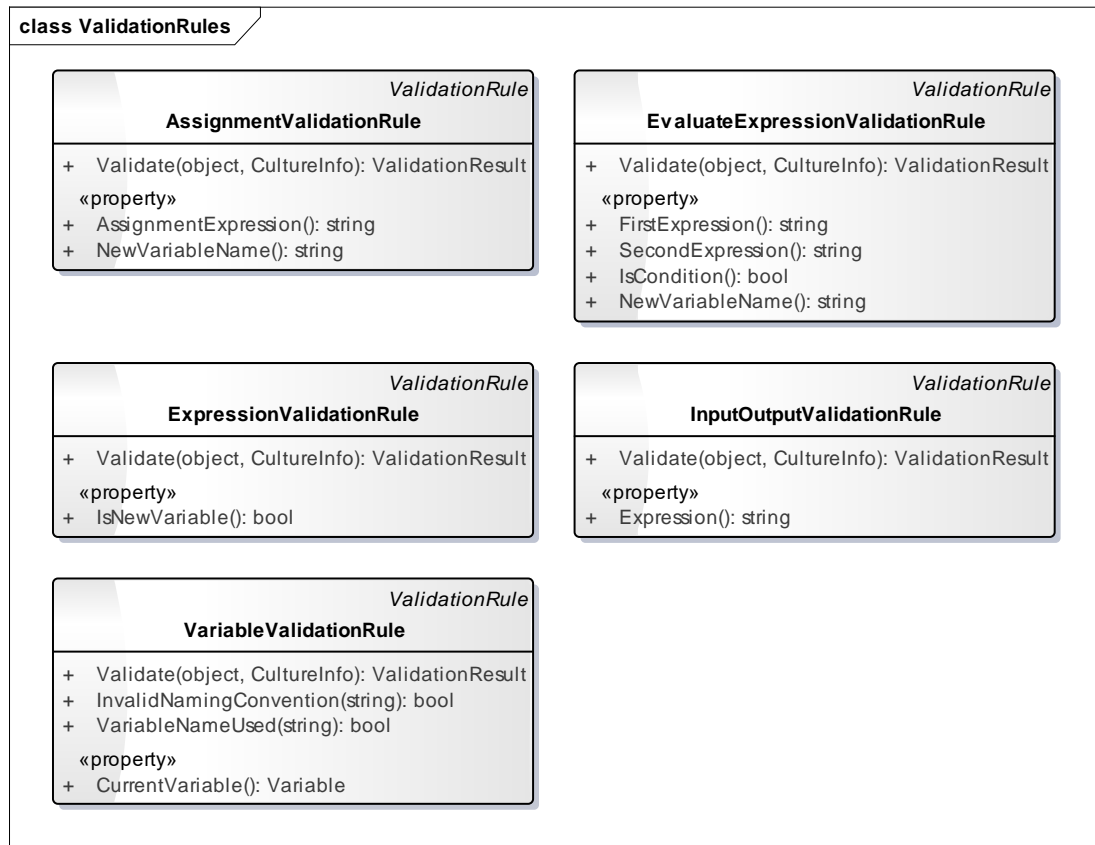 class ValidationRules
ValidationRule
AssignmentValidationRule
+ Validate(object, CultureInfo): ValidationResult
«property»
+ AssignmentExpression(): string
+ NewVariableName(): string
ValidationRule
EvaluateExpressionValidationRule
+ Validate(object, CultureInfo): ValidationResult
«property»
+ FirstExpression(): string
+ SecondExpression(): string
+ IsCondition(): bool
+ NewVariableName(): string
ValidationRule
ExpressionValidationRule
+ Validate(object, CultureInfo): ValidationResult
«property»
+ IsNewVariable(): bool
ValidationRule
InputOutputValidationRule
+ Validate(object, CultureInfo): ValidationResult
«property»
+ Expression(): string
ValidationRule
VariableValidationRule
+ Validate(object, CultureInfo): ValidationResult
+ InvalidNamingConvention(string): bool
+ VariableNameUsed(string): bool
«property»
+ CurrentVariable(): Variable